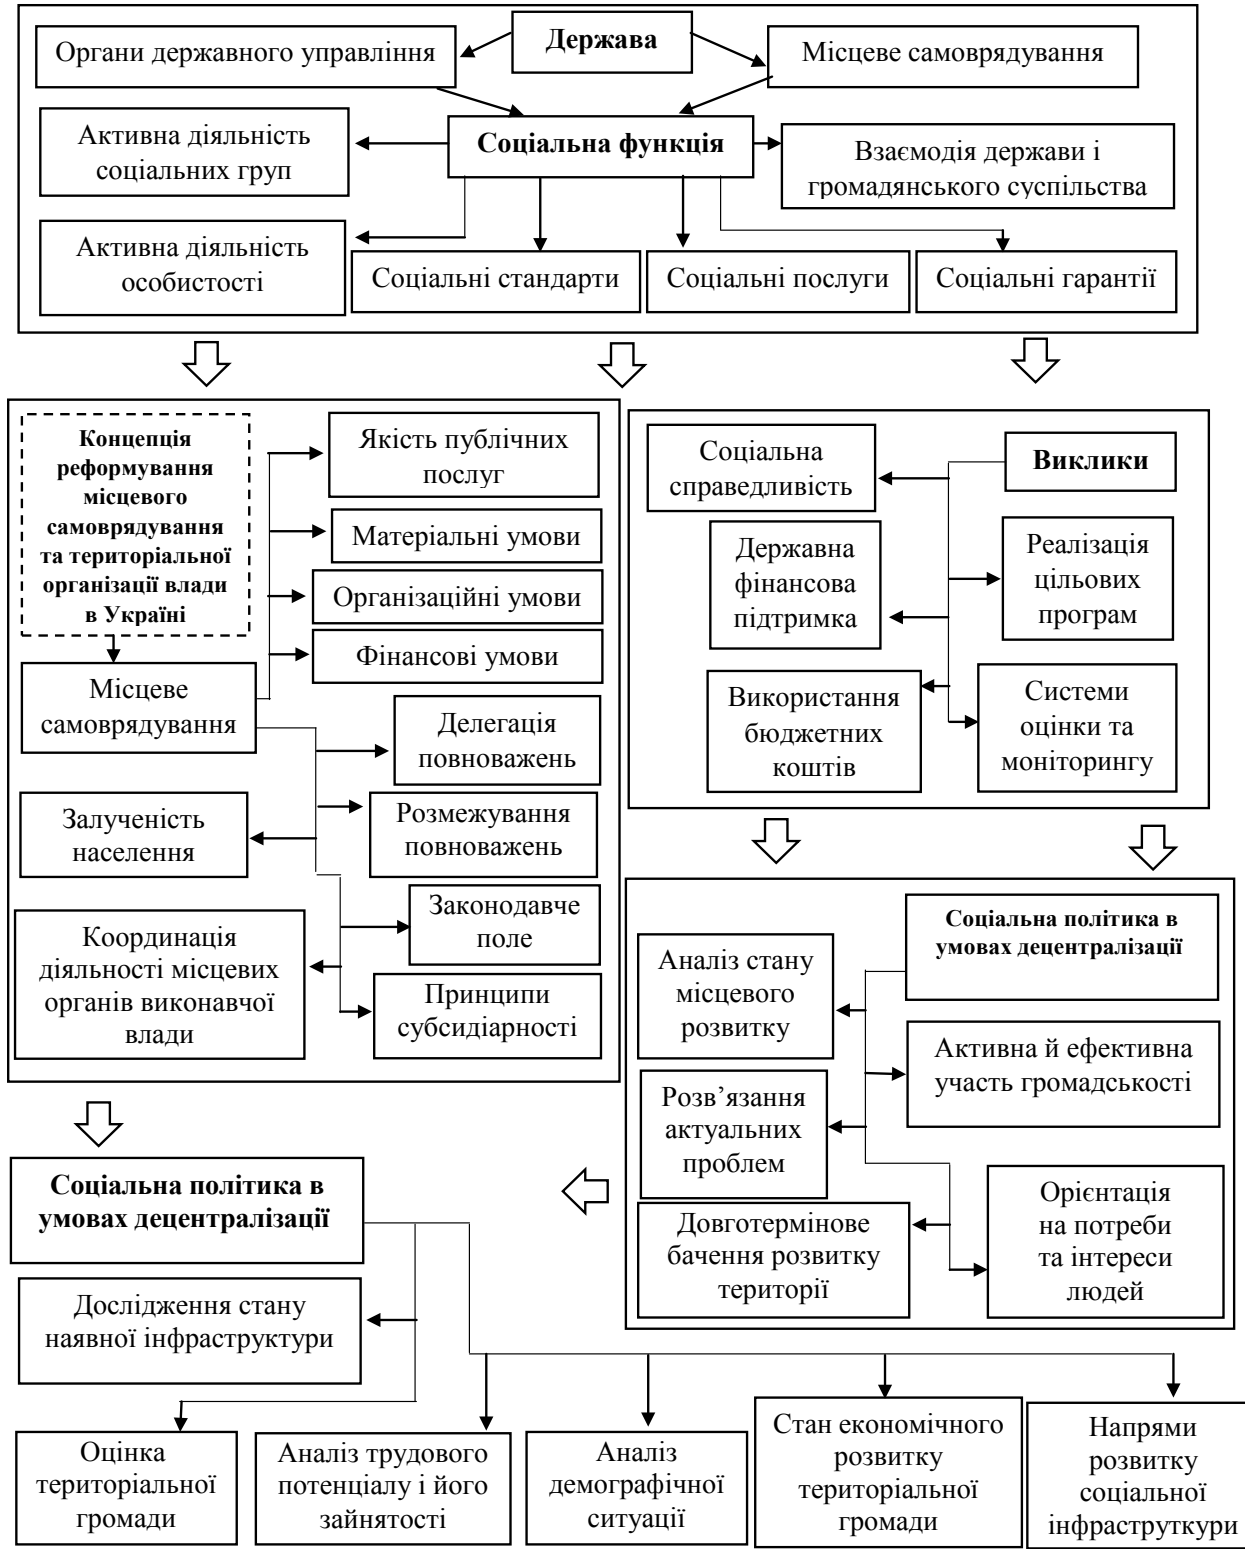 Органи державного управління
Держава
Місцеве самоврядування
Активна діяльність
соціальних груп
Соціальна функція
Взаємодія держави і
громадянського суспільства
Активна діяльність
особистості
Соціальні стандарти
Соціальні послуги
Соціальні гарантії
Концепція
реформування
місцевого
самоврядування
та територіальної
організації влади
в Україні
Якість публічних
послуг
Матеріальні умови
Організаційні умови
Фінансові умови
Місцеве
самоврядування
Делегація
повноважень
Залученість
населення
Розмежування
повноважень
Законодавче
поле
Координація
діяльності місцевих
органів виконавчої
влади
Принципи
субсидіарності
Соціальна
справедливість
Виклики
Державна
фінансова
підтримка
Реалізація
цільових
програм
Використання
бюджетних
коштів
Системи
оцінки та
моніторингу
Соціальна політика в
умовах децентралізації
Аналіз стану
місцевого
розвитку
Активна й ефективна
участь громадськості
Розв’язання
актуальних
проблем
Орієнтація
на потреби
та інтереси
людей
Довготермінове
бачення розвитку
території
Соціальна політика в
умовах децентралізації
Дослідження стану
наявної інфраструктури
Оцінка
територіальної
громади
Аналіз трудового
потенціалу і його
зайнятості
Аналіз
демографічної
ситуації
Стан економічного
розвитку
територіальної
громади
Напрями
розвитку
соціальної
інфраструткури